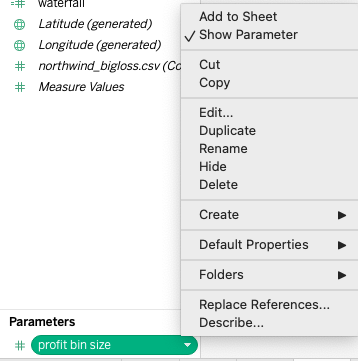 waterfall
Latitude (generated)
Longitude (generated)
northwind_bigloss.csv (Co
Measure Values
Parameters
profit bin size
Add to Sheet
✓ Show Parameter
Cut
Copy
Edit...
Duplicate
Rename
Hide
Delete
Create
Default Properties
Folders
Replace References...
Describe...